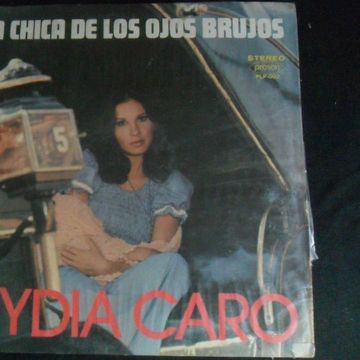 A CHICA DE LOS OJOS BRUJOS
STEREO
5
YDIA CARO